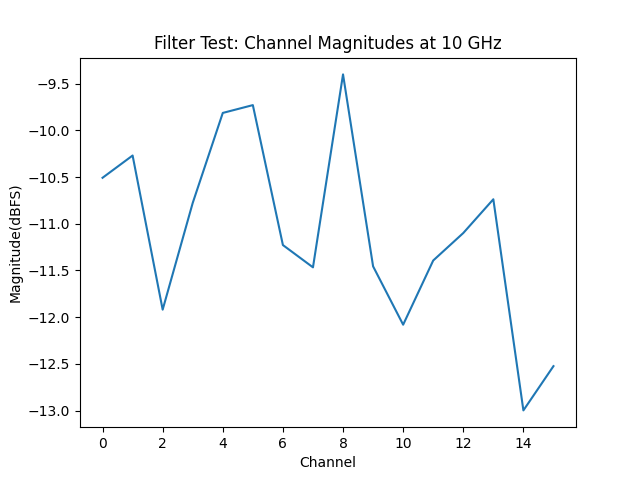 Filter Test: Channel Magnitudes at 10 GHz
−9.5
−10.0
−10.5
−11.0
−11.5
−12.0
−12.5
−13.0
Magnitude(dBFS)
0 2 4 6 8 10 12 14
Channel